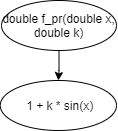 double f_pr(double x,
double k)
1 + k * sin(x)